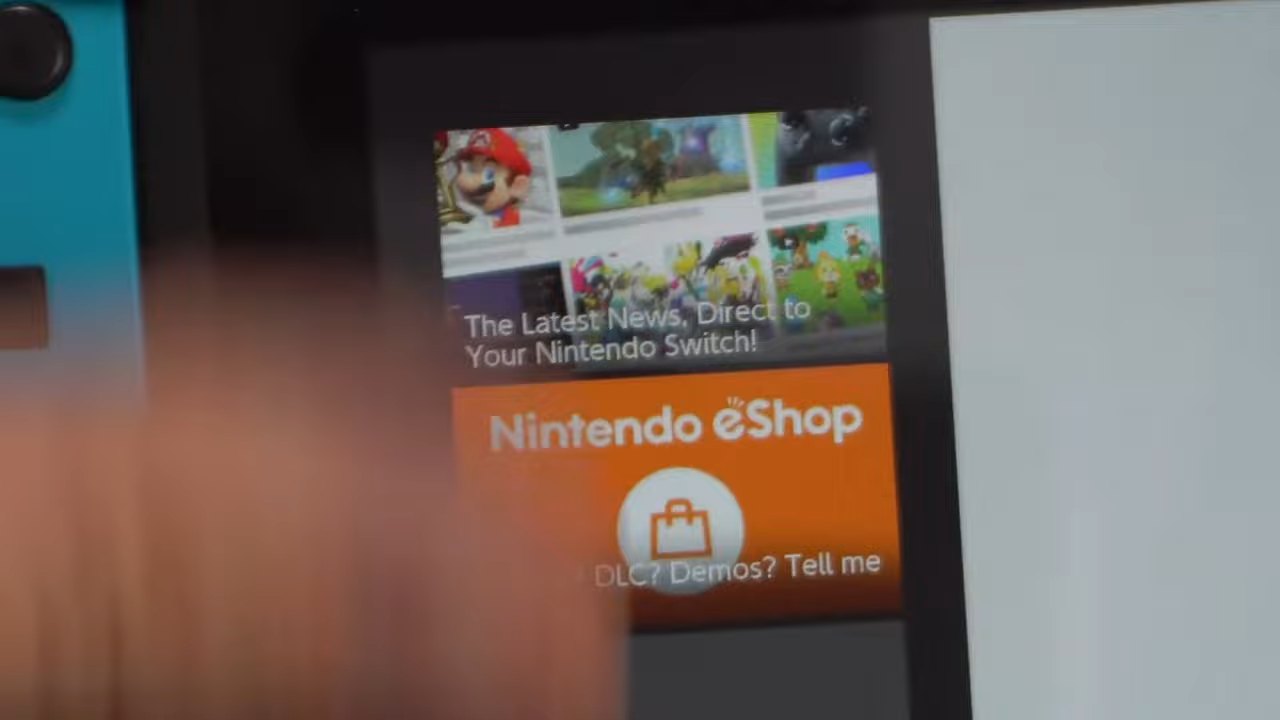 The Latest News, Direct to
Your Nintendo Switch!
Nintendo eShop
DLC? Demos? Tell me